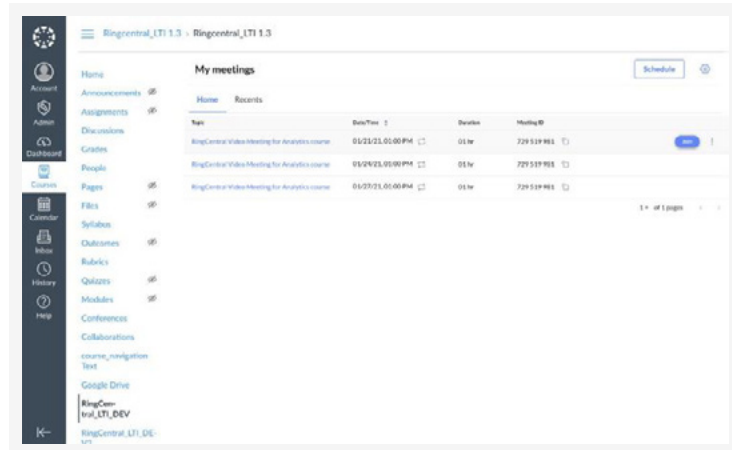 Ringcentral_LTI 1.3 › Ringcentral_LTI 1.3
Account
Admin
Dashboard
Courses
Calendar
Inbox
History
Help
Home
Announcements
Assignments
Discussions
Grades
People
Pages
Files
Syllabus
Outcomes
Rubrics
Quizzes
Modules
Conferences
Collaborations
course_navigation
Text
Google Drive
RingCen-
tral_LTI_DEV
RingCentral_LTI_DE-
My meetings
Schedule
Home Recents
Topic Date/Time Duration Meeting ID
RingCentral Video Meeting for Analytics course 01/21/21, 01:00 PM 01 hr 729 519 981
RingCentral Video Meeting for Analytics course 01/24/21, 01:00 PM 01 hr 729 519 981
RingCentral Video Meeting for Analytics course 01/27/21, 01:00 PM 01 hr 729 519 981
1 of 1 pages